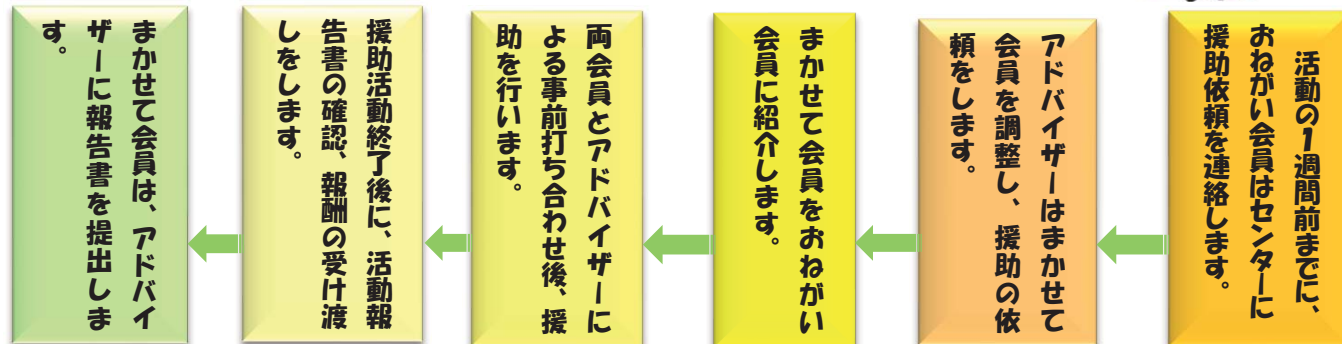 活動の1週間前までに、
おねがい会員はセンターに
援助依頼を連絡します。
アドバイザーはまかせて
会員を調整し、援助の依
頼をします。
まかせて会員をおねがい
会員に紹介します。
両会員とアドバイザーに
よる事前打ち合わせ後、援
助を行います。
援助活動終了後に、活動報
告書の確認、報酬の受け渡
しをします。
まかせて会員は、アドバイ
ザーに報告書を提出しま
す。